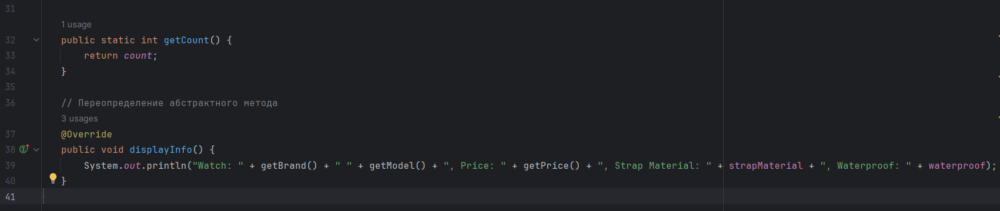 31
1 usage
32 public static int getCount() {
33 return count;
34 }
35
36 // Переопределение абстрактного метода
3 usages
37 @Override
38 public void displayInfo() {
39 System.out.println("Watch: " + getBrand() + " " + getModel() + ", Price: " + getPrice() + ", Strap Material: " + strapMaterial + ", Waterproof: " + waterproof);
40 }
41